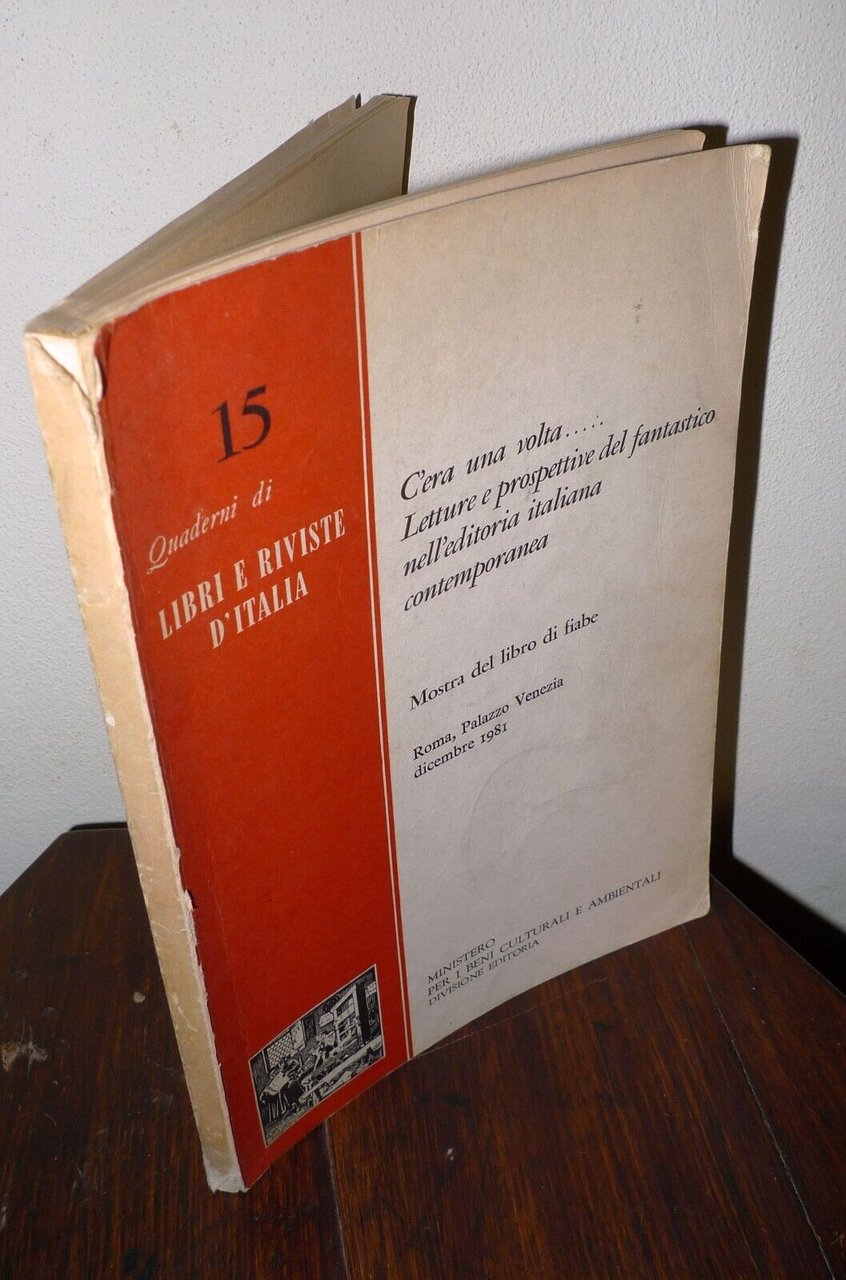 15
Quaderni di
LIBRI E RIVISTE
D'ITALIA
C'era una volta.....
Letture e prospettive del fantastico
nell'editoria italiana
contemporanea
Mostra del libro di fiabe
Roma, Palazzo Venezia
dicembre 1981
MINISTERO
PER I BENI CULTURALI E AMBIENTALI
DIVISIONE EDITORIA